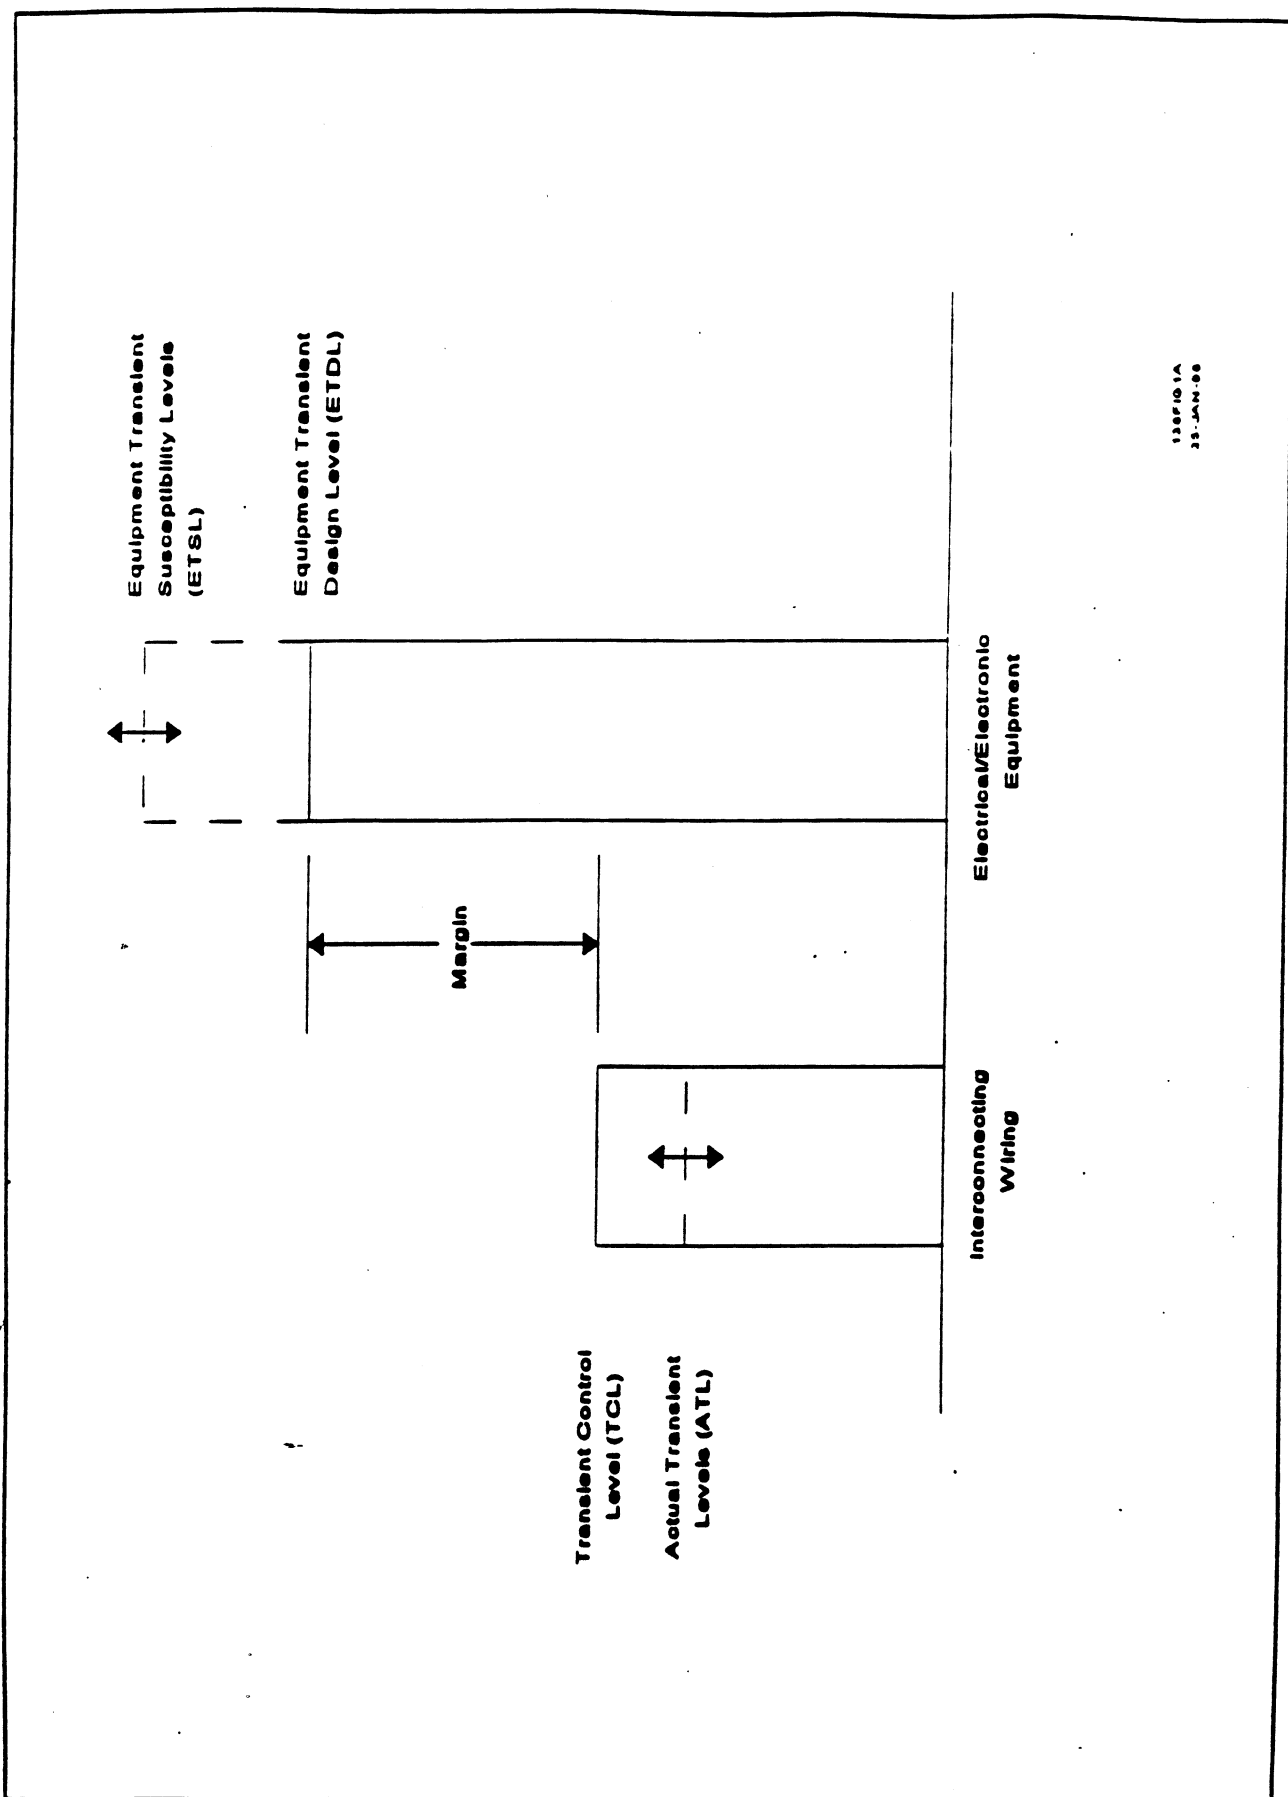 Equipment Transient
Susceptibility Levels
(ETSL)
Equipment Transient
Design Level (ETDL)
Margin
Transient Control
Level (TCL)
Actual Transient
Levels (ATL)
Interconnecting
Wiring
Electrical/Electronic
Equipment